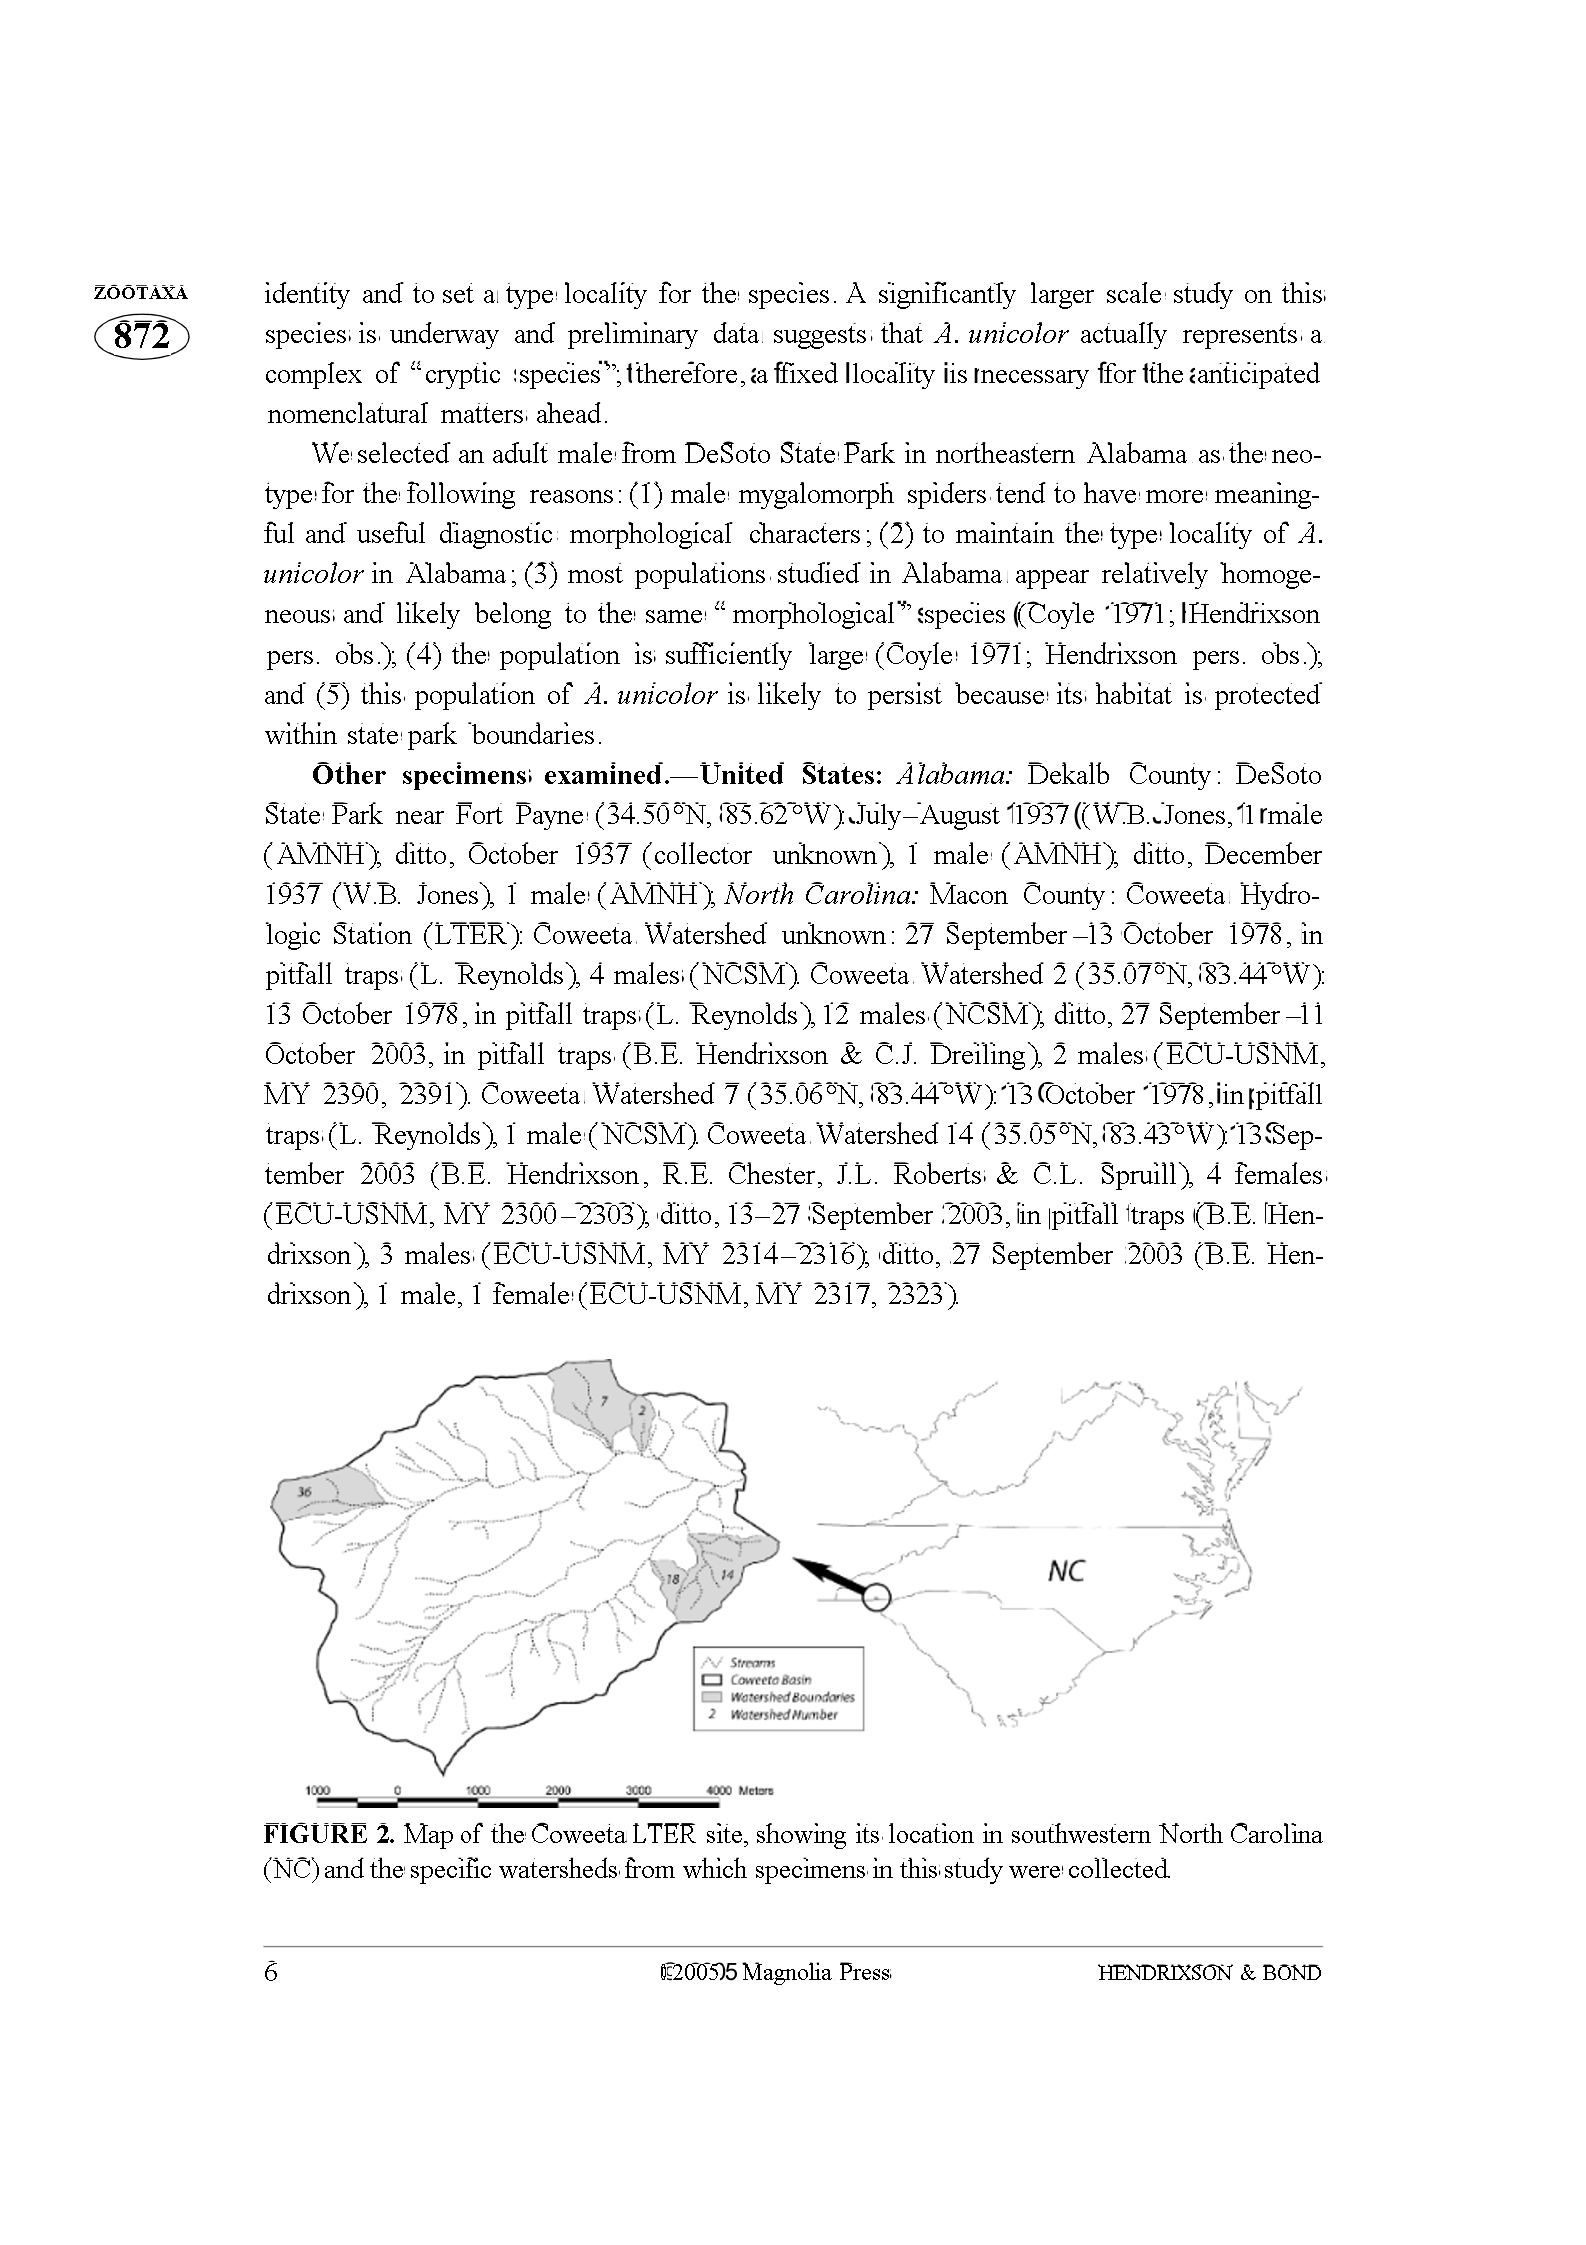 ZOOTAXA
872
identity and to set a type locality for the species. A significantly larger scale study on this
species is underway and preliminary data suggests that A. unicolor actually represents a
complex of “cryptic species”; therefore, a fixed locality is necessary for the anticipated
nomenclatural matters ahead.
We selected an adult male from DeSoto State Park in northeastern Alabama as the neo-
type for the following reasons: (1) male mygalomorph spiders tend to have more meaning-
ful and useful diagnostic morphological characters; (2) to maintain the type locality of A.
unicolor in Alabama; (3) most populations studied in Alabama appear relatively homoge-
neous and likely belong to the same “morphological” species (Coyle 1971; Hendrixson
pers. obs.); (4) the population is sufficiently large (Coyle 1971; Hendrixson pers. obs.);
and (5) this population of A. unicolor is likely to persist because its habitat is protected
within state park boundaries.
Other specimens examined.—United States: Alabama: Dekalb County: DeSoto
State Park near Fort Payne (34.50°N, 85.62°W): July–August 1937 (W.B. Jones, 1 male
(AMNH); ditto, October 1937 (collector unknown), 1 male (AMNH); ditto, December
1937 (W.B. Jones), 1 male (AMNH); North Carolina: Macon County: Coweeta Hydro-
logic Station (LTER): Coweeta Watershed unknown: 27 September–13 October 1978, in
pitfall traps (L. Reynolds), 4 males (NCSM). Coweeta Watershed 2 (35.07°N, 83.44°W):
13 October 1978, in pitfall traps (L. Reynolds), 12 males (NCSM); ditto, 27 September–11
October 2003, in pitfall traps (B.E. Hendrixson & C.J. Dreiling), 2 males (ECU-USNM,
MY 2390, 2391). Coweeta Watershed 7 (35.06°N, 83.44°W): 13 October 1978, in pitfall
traps (L. Reynolds), 1 male (NCSM). Coweeta Watershed 14 (35.05°N, 83.43°W): 13 Sep-
tember 2003 (B.E. Hendrixson, R.E. Chester, J.L. Roberts & C.L. Spruill), 4 females
(ECU-USNM, MY 2300–2303); ditto, 13–27 September 2003, in pitfall traps (B.E. Hen-
drixson), 3 males (ECU-USNM, MY 2314–2316); ditto, 27 September 2003 (B.E. Hen-
drixson), 1 male, 1 female (ECU-USNM, MY 2317, 2323).
7
2
36
18
14
NC
Streams
Coweeta Basin
Watershed Boundaries
2 Watershed Number
1000 0 1000 2000 3000 4000 Meters
FIGURE 2. Map of the Coweeta LTER site, showing its location in southwestern North Carolina
(NC) and the specific watersheds from which specimens in this study were collected.
6 © 2005 Magnolia Press HENDRIXSON & BOND